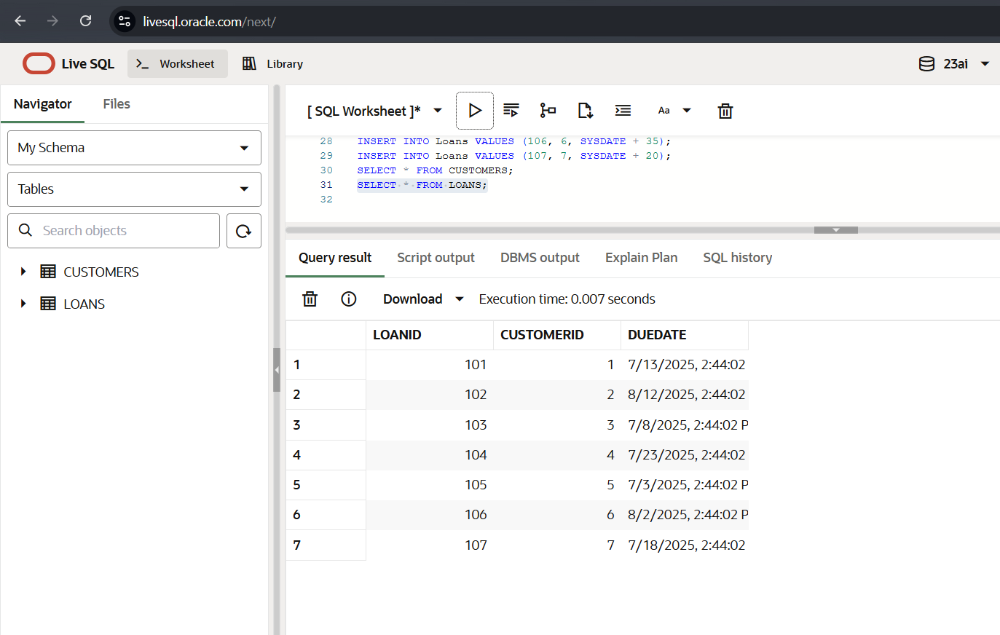 livesql.oracle.com/next/
Live SQL
Worksheet
Library
23ai
Navigator
Files
My Schema
Tables
Search objects
CUSTOMERS
LOANS
[ SQL Worksheet ]*
Aa
28 INSERT INTO Loans VALUES (106, 6, SYSDATE + 35);
29 INSERT INTO Loans VALUES (107, 7, SYSDATE + 20);
30 SELECT * FROM CUSTOMERS;
31 SELECT * FROM LOANS;
32
Query result Script output DBMS output Explain Plan SQL history
Download Execution time: 0.007 seconds
LOANID CUSTOMERID DUEDATE
1 101 1 7/13/2025, 2:44:02
2 102 2 8/12/2025, 2:44:02
3 103 3 7/8/2025, 2:44:02 P
4 104 4 7/23/2025, 2:44:02
5 105 5 7/3/2025, 2:44:02 P
6 106 6 8/2/2025, 2:44:02 P
7 107 7 7/18/2025, 2:44:02